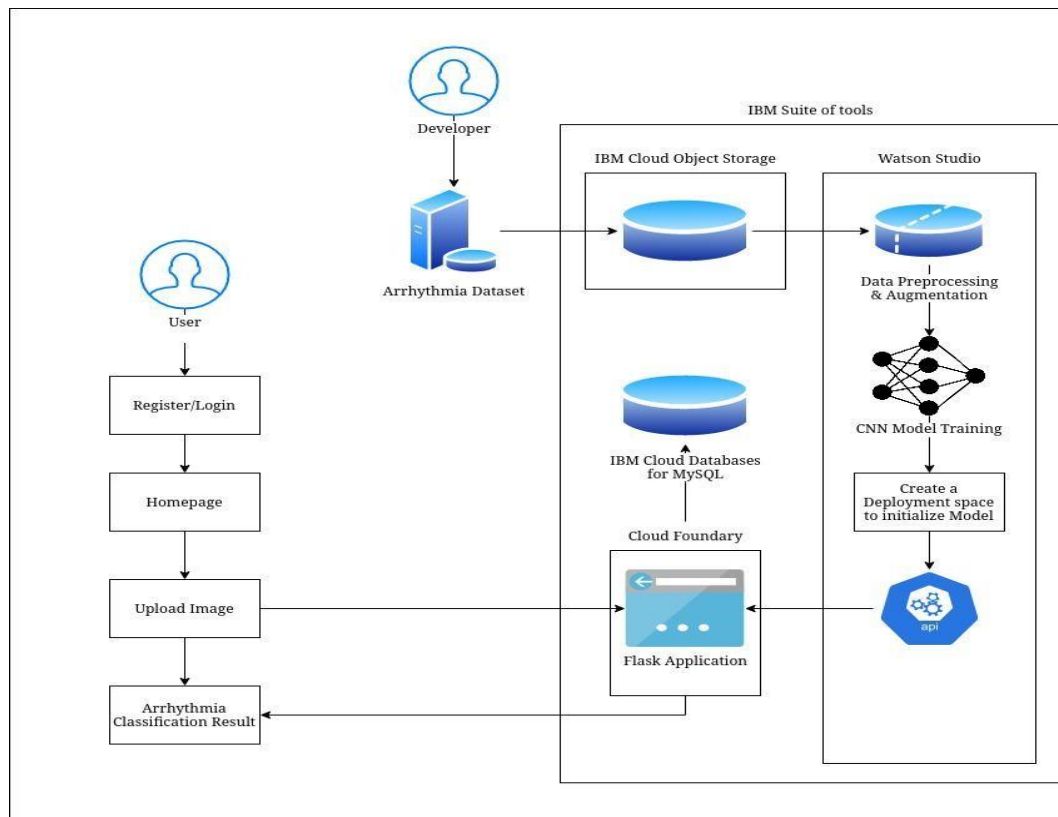 Developer
IBM Suite of tools
IBM Cloud Object Storage
Watson Studio
Arrhythmia Dataset
Data Preprocessing
& Augmentation
User
Register/Login
CNN Model Training
IBM Cloud Databases
for MySQL
Create a
Deployment space
to initialize Model
Homepage
Cloud Foundary
Upload Image
api
Flask Application
Arrhythmia
Classification Result